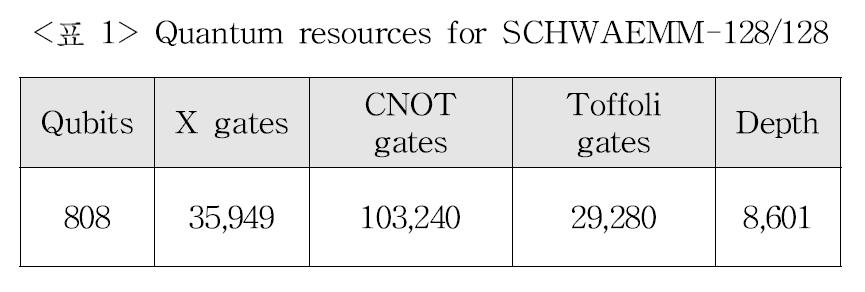 <표 1> Quantum resources for SCHWAEMM-128/128
Qubits X gates CNOT gates Toffoli gates Depth
808 35,949 103,240 29,280 8,601